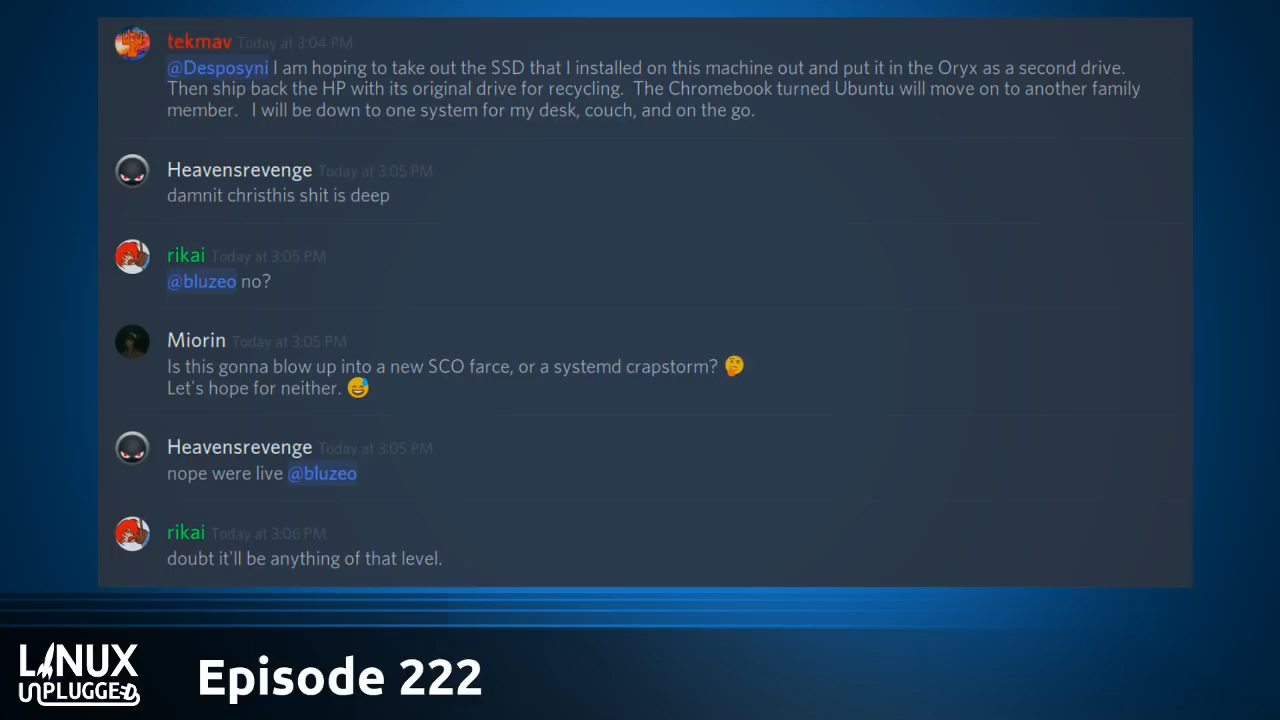 tekmav Today at 3:04 PM
@Desposyni I am hoping to take out the SSD that I installed on this machine out and put it in the Oryx as a second drive.
Then ship back the HP with its original drive for recycling.  The Chromebook turned Ubuntu will move on to another family
member.   I will be down to one system for my desk, couch, and on the go.
Heavensrevenge Today at 3:05 PM
damnit christhis shit is deep
rikai Today at 3:05 PM
@bluzeo no?
Miorin Today at 3:05 PM
Is this gonna blow up into a new SCO farce, or a systemd crapstorm? 🤔
Let's hope for neither. 😅
Heavensrevenge Today at 3:05 PM
nope were live @bluzeo
rikai Today at 3:06 PM
doubt it'll be anything of that level.
LINUX
UNPLUGGED
Episode 222